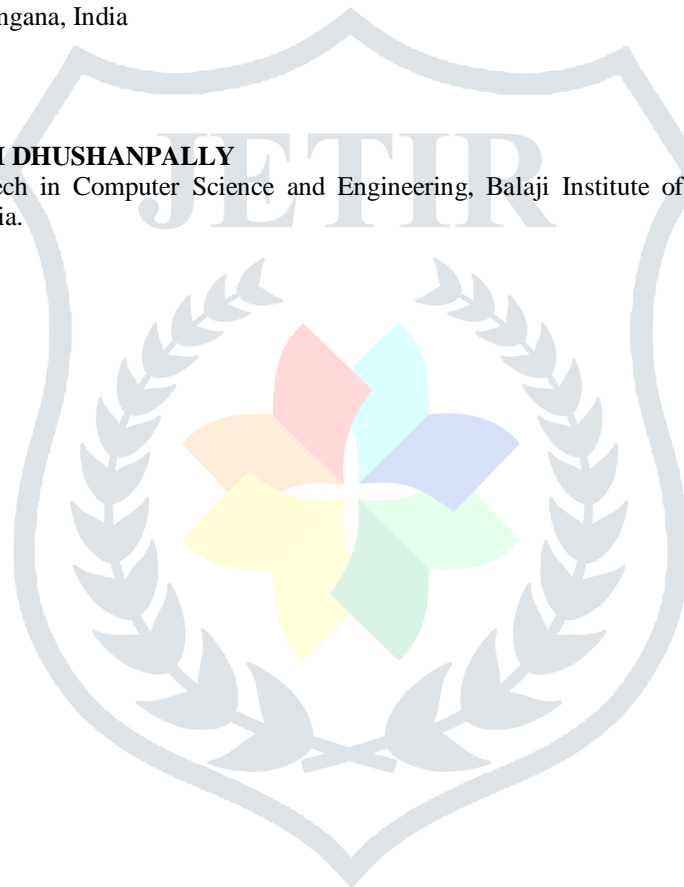 ngana, India
I DHUSHANPALLY
ech in Computer Science and Engineering, Balaji Institute of
ia.
JETIR